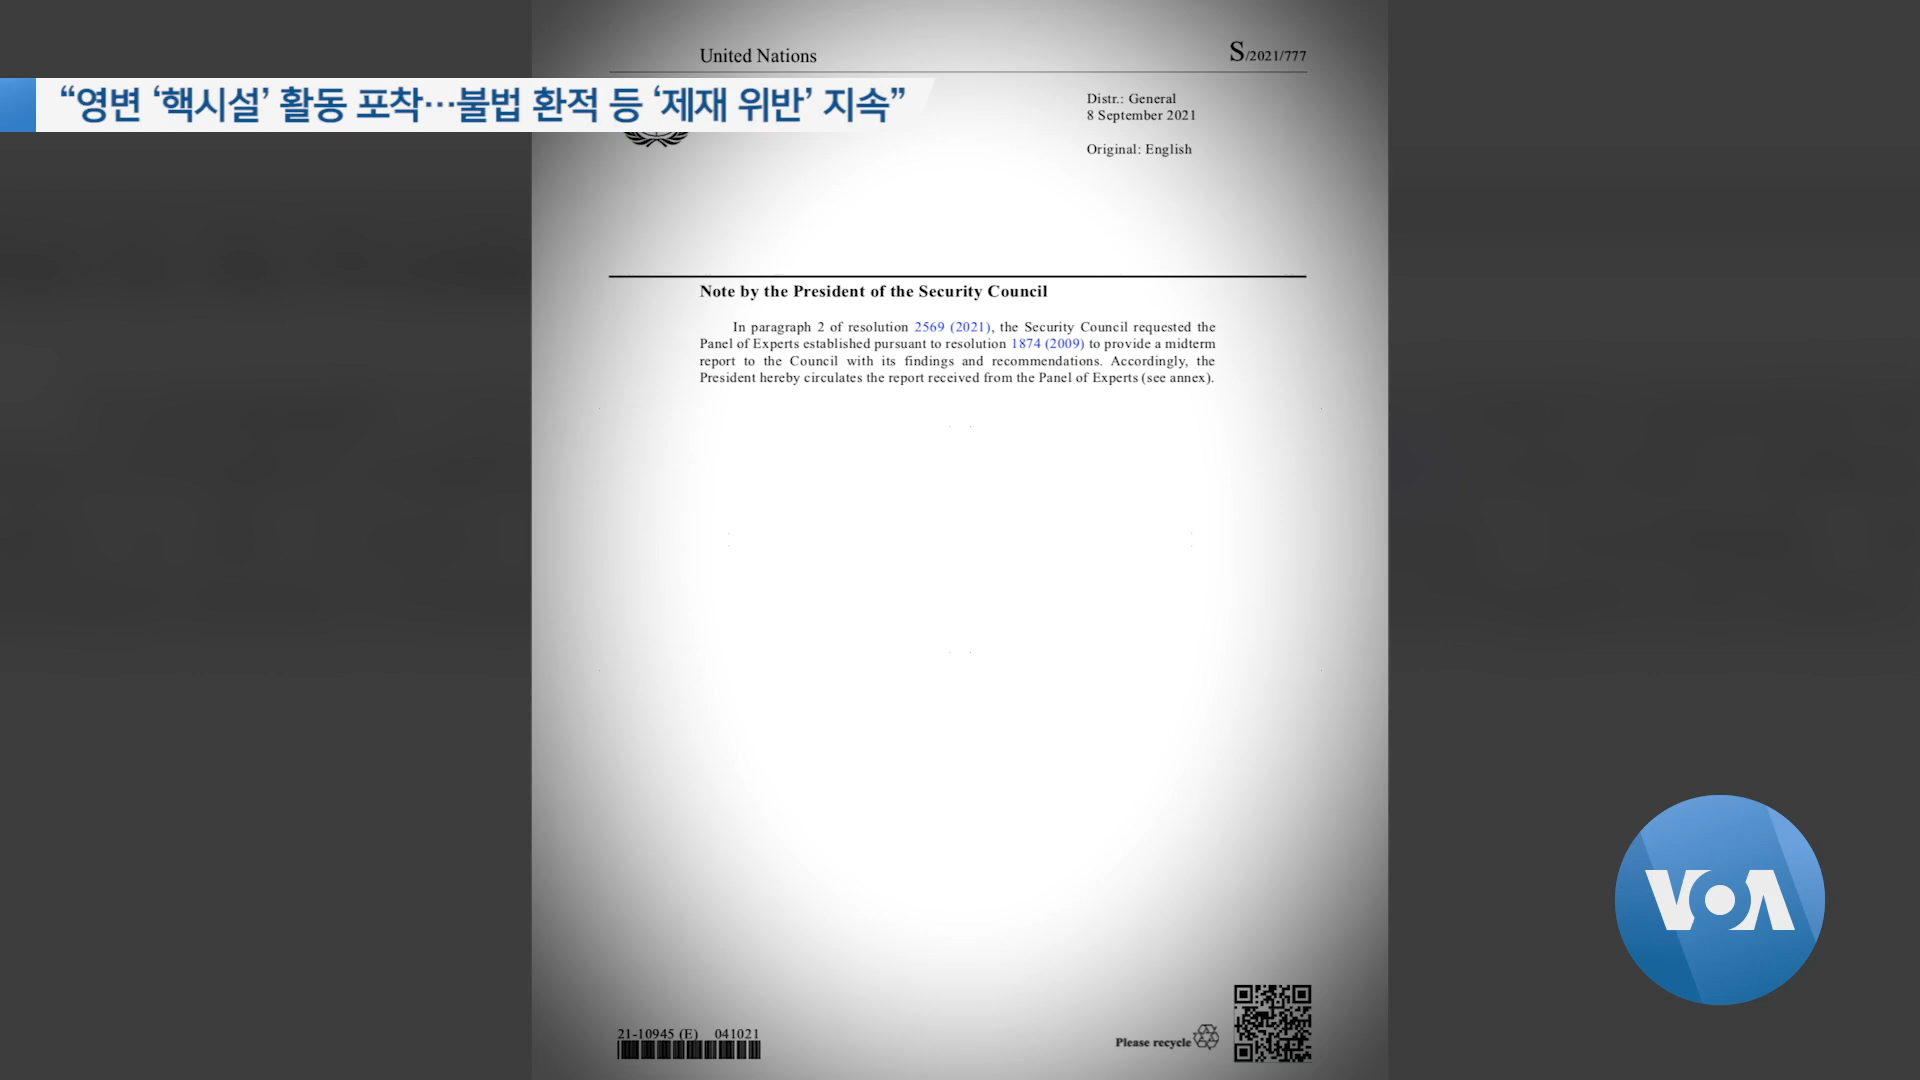 United Nations
S/2021/777
“영변 ‘핵시설’ 활동 포착…불법 환적 등 ‘제재 위반’ 지속”
Distr.: General
8 September 2021
Original: English
Note by the President of the Security Council
In paragraph 2 of resolution 2569 (2021), the Security Council requested the
Panel of Experts established pursuant to resolution 1874 (2009) to provide a midterm
report to the Council with its findings and recommendations. Accordingly, the
President hereby circulates the report received from the Panel of Experts (see annex).
VOA
21-10945 (E) 041021
Please recycle